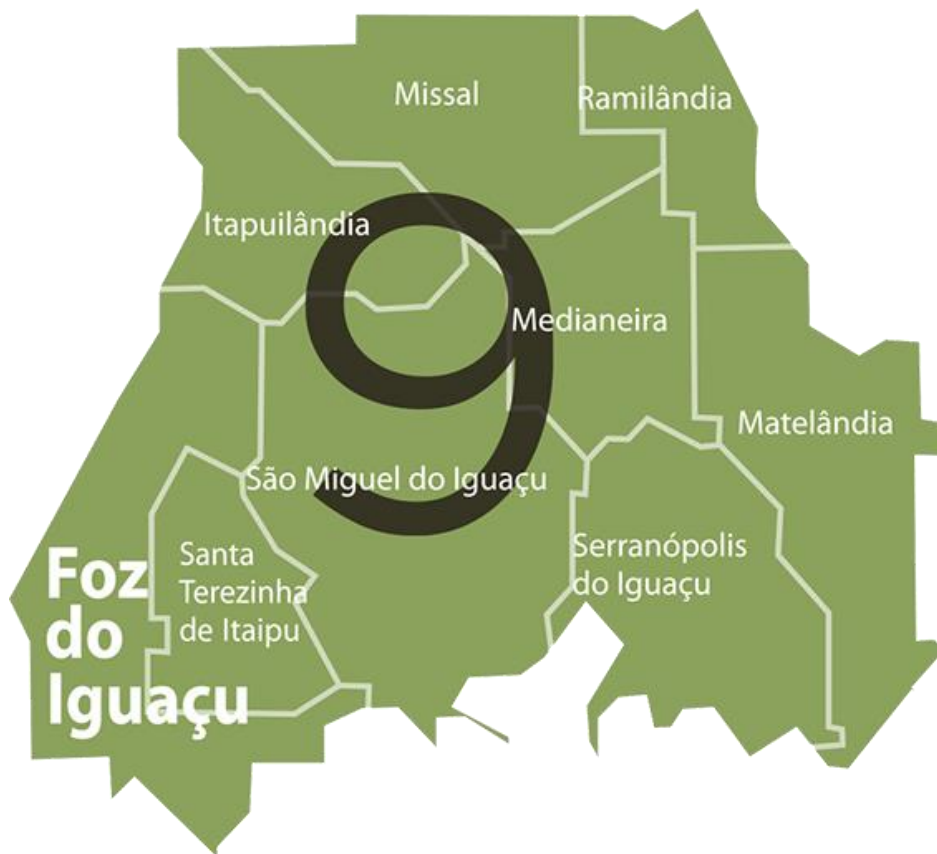 Missal
Ramilândia
Itapuilândia
9
Medianeira
Matelândia
São Miguel do Iguaçu
Serranópolis
do Iguaçu
Santa
Terezinha
de Itaipu
Foz
do
Iguaçu